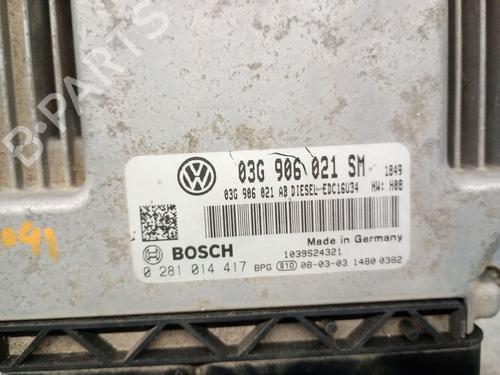 03G 906 021 SM 1849
03G 906 021 AB DIESEL-EDC16U34 HW: H08
BOSCH Made in Germany
1039S24321
0 281 014 417 BPG 810 08-03-03 1480 0382
041
B-PARTS